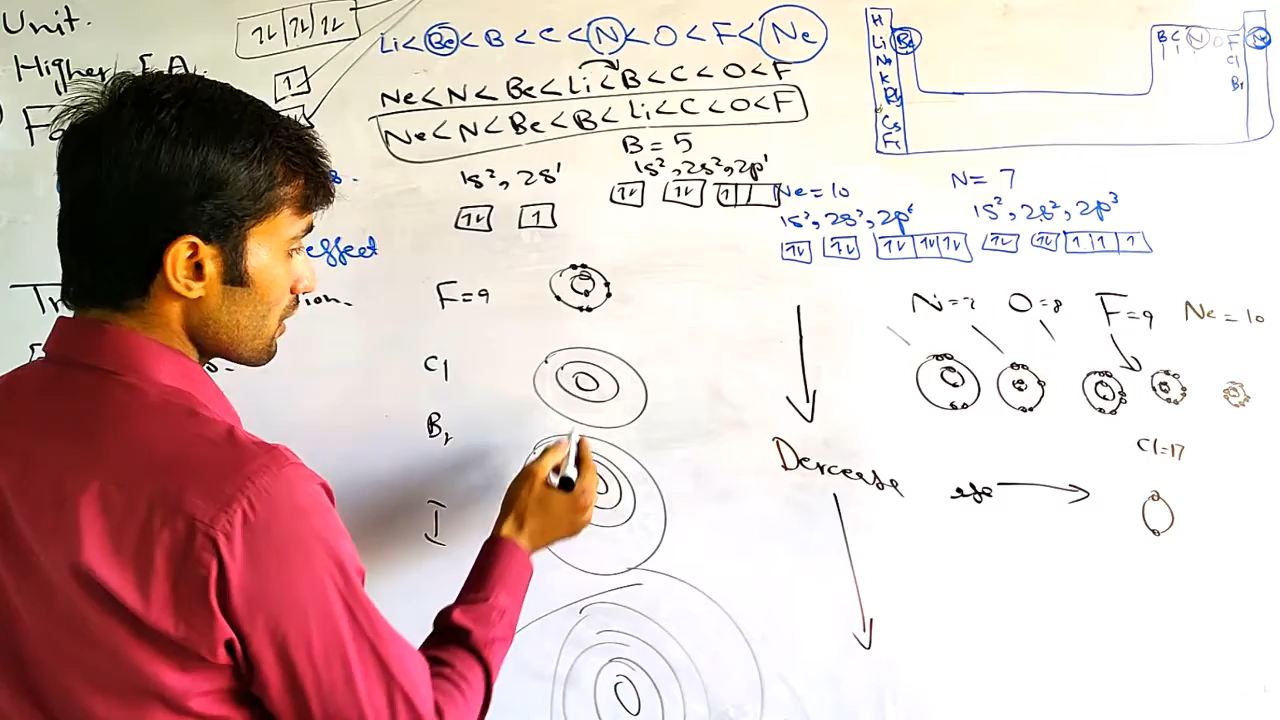 Unit.
Higher E.A.
effect
Li < Be < B < C < N < O < F < Ne
Ne < N < Be < Li < B < C < O < F
Ne < N < Be < B < Li < C < O < F
B = 5
1s², 2s¹
1s², 2s², 2p¹
Ne = 10
1s², 2s², 2p⁶
N = 7
1s², 2s², 2p³
H
Li Be
Na
K
Rb
Cs
Fr
B C N O F Ne
Cl
Br
F = 9
Cl
Br
I
O = 8
F = 9
Ne = 10
Dercease
Cl = 17